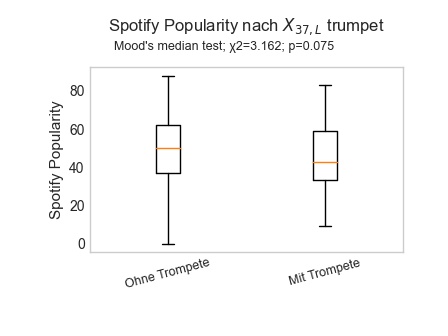 Spotify Popularity nach X37, L trumpet
Mood's median test; χ2=3.162; p=0.075
Spotify Popularity
80
60
40
20
0
Ohne Trompete
Mit Trompete